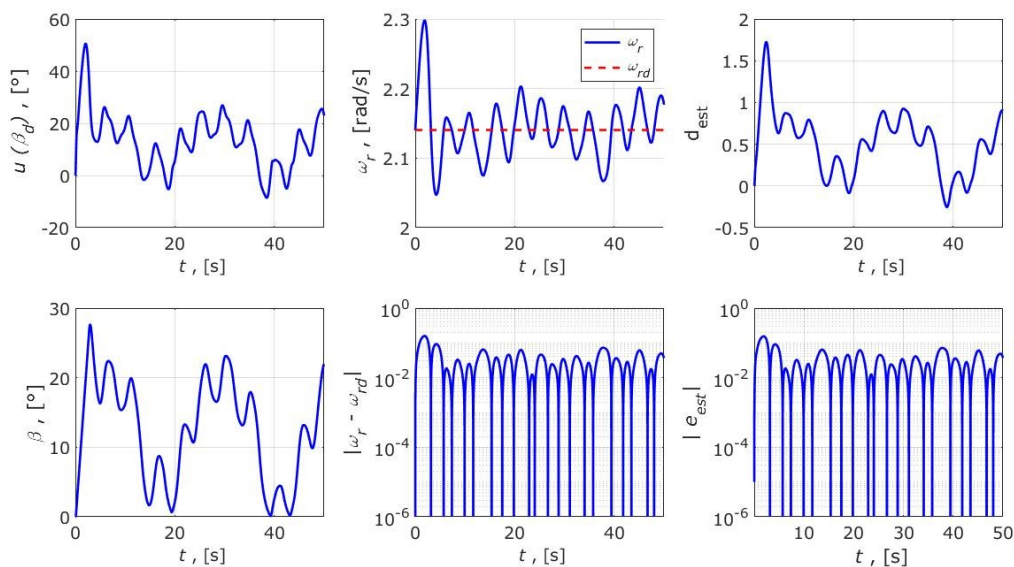 u (β_d) , [°]
60
40
20
0
-20
0 20 40
t , [s]
ω_r , [rad/s]
2.3
2.2
2.1
2
ω_r
ω_rd
0 20 40
t , [s]
d_est
2
1.5
1
0.5
0
-0.5
0 20 40
t , [s]
β , [°]
30
20
10
0
0 20 40
t , [s]
|ω_r - ω_rd|
10^0
10^-2
10^-4
10^-6
0 20 40
t , [s]
| e_est|
10^0
10^-2
10^-4
10^-6
10 20 30 40 50
t , [s]